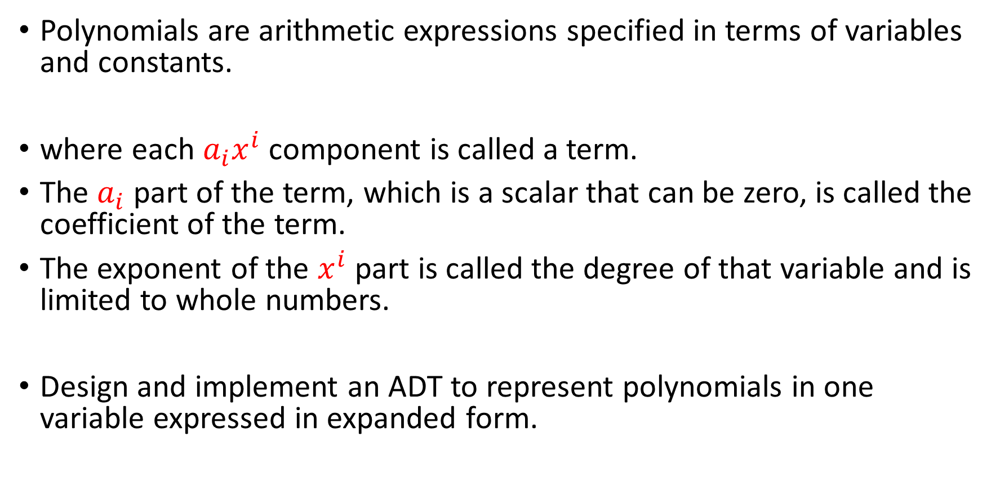 • Polynomials are arithmetic expressions specified in terms of variables
and constants.
• where each $a_i x^i$ component is called a term.
• The $a_i$ part of the term, which is a scalar that can be zero, is called the
coefficient of the term.
• The exponent of the $x^i$ part is called the degree of that variable and is
limited to whole numbers.
• Design and implement an ADT to represent polynomials in one
variable expressed in expanded form.